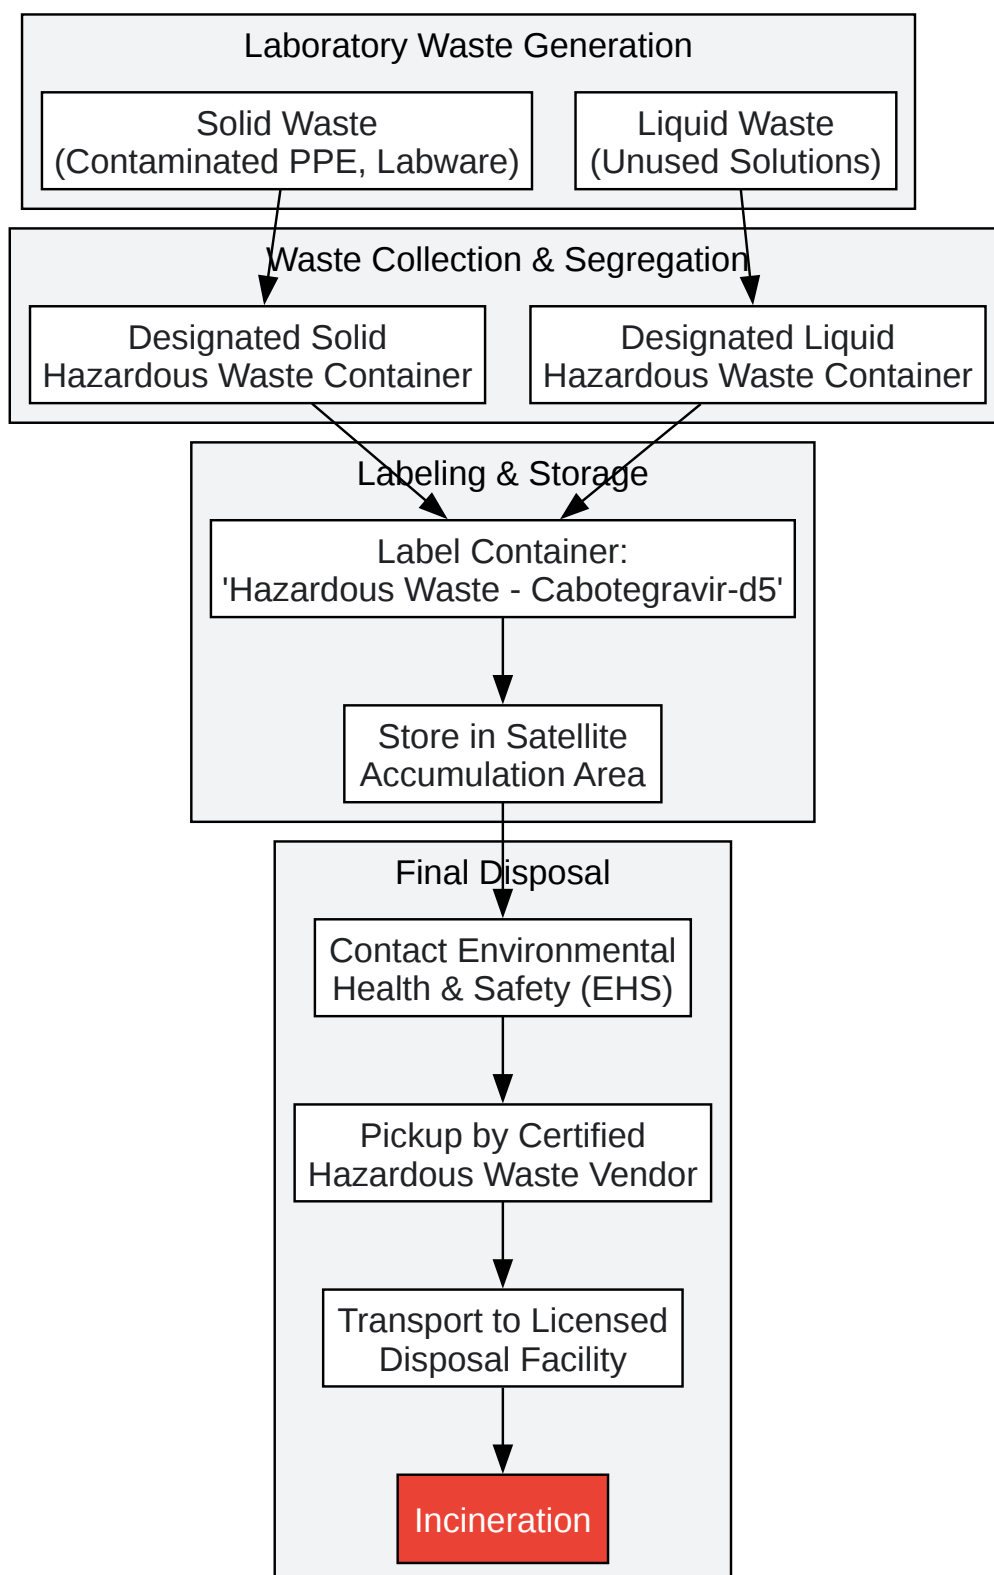 Laboratory Waste Generation
Solid Waste
(Contaminated PPE, Labware)
Liquid Waste
(Unused Solutions)
Waste Collection & Segregation
Designated Solid
Hazardous Waste Container
Designated Liquid
Hazardous Waste Container
Labeling & Storage
Label Container:
'Hazardous Waste - Cabotegravir-d5'
Store in Satellite
Accumulation Area
Final Disposal
Contact Environmental
Health & Safety (EHS)
Pickup by Certified
Hazardous Waste Vendor
Transport to Licensed
Disposal Facility
Incineration